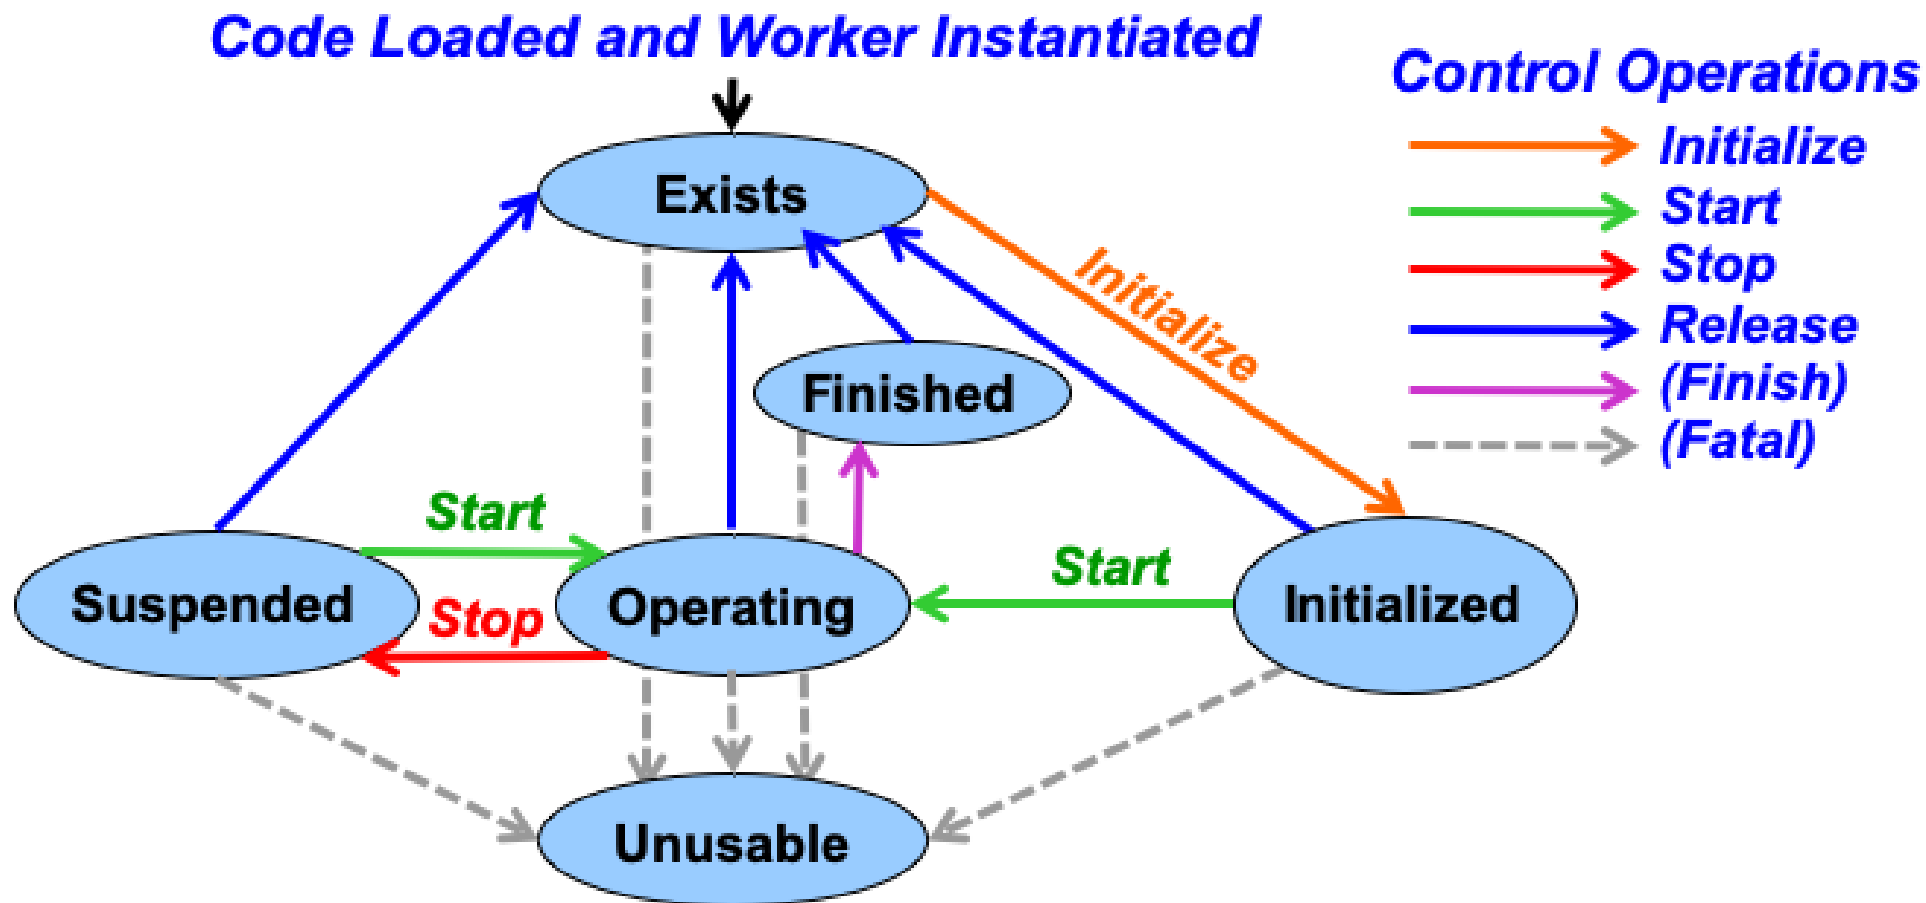 Code Loaded and Worker Instantiated
Control Operations
Initialize
Start
Stop
Release
(Finish)
(Fatal)
Exists
Initialize
Finished
Start
Suspended
Stop
Operating
Start
Initialized
Unusable